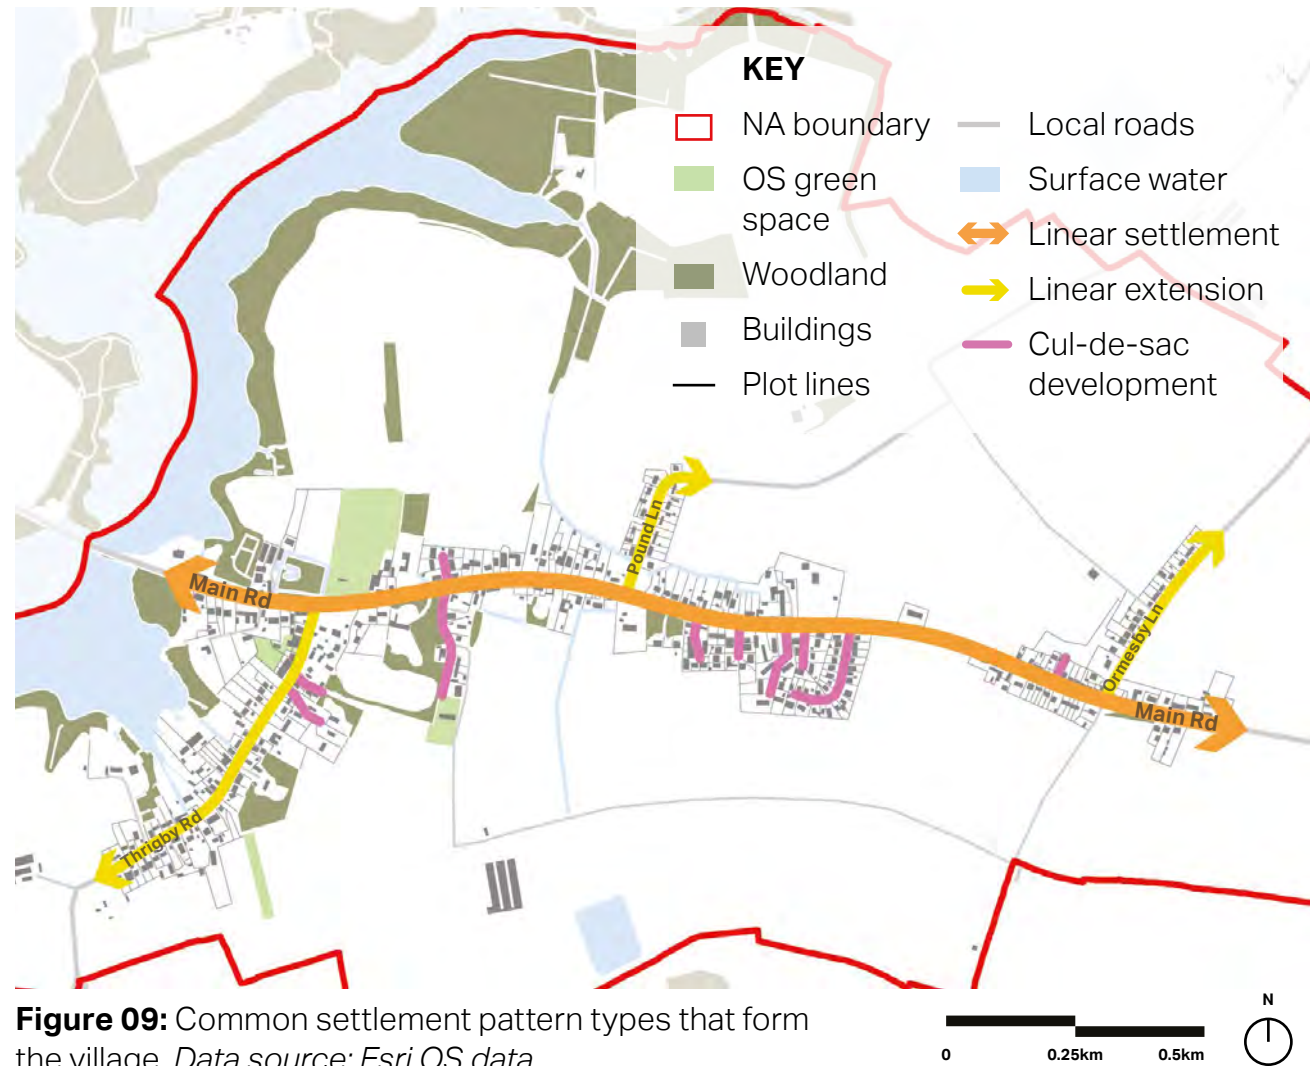 KEY
NA boundary
OS green
space
Woodland
Buildings
Plot lines
Local roads
Surface water
Linear settlement
Linear extension
Cul-de-sac
development
Main Rd
Pound Ln
Ormesby Ln
Main Rd
Thrigby Rd
Figure 09: Common settlement pattern types that form
the village. Data source: Esri OS data
0 0.25km 0.5km
N